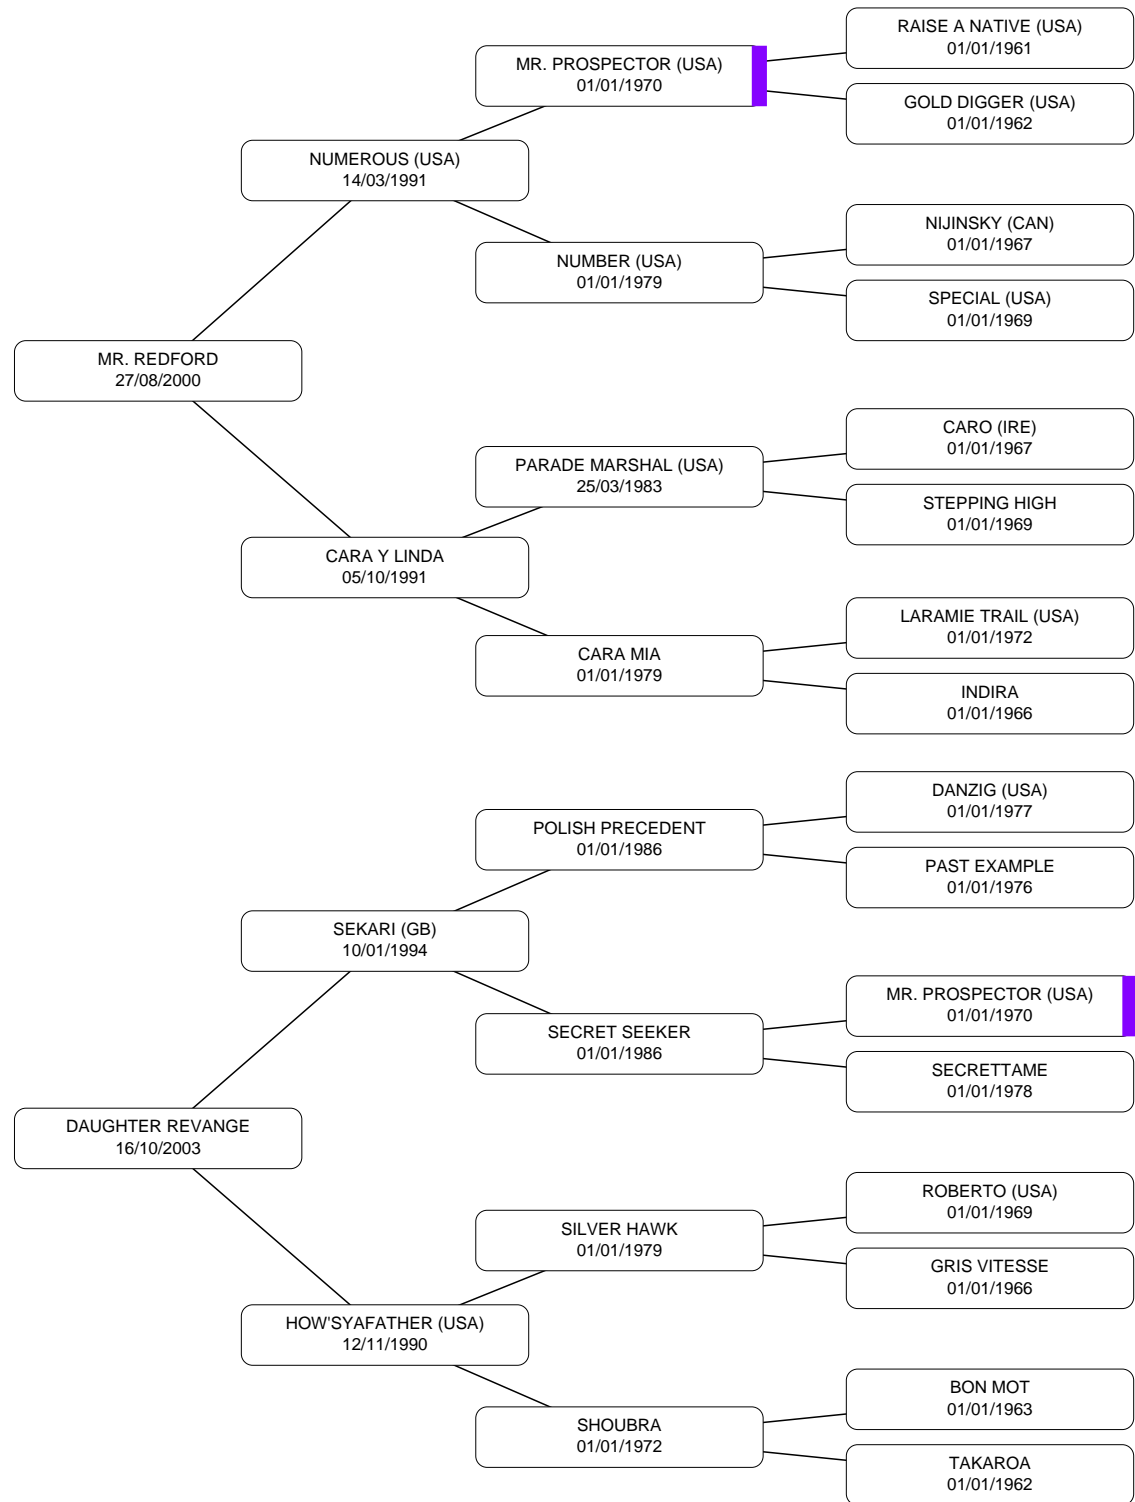 RAISE A NATIVE (USA)
01/01/1961
MR. PROSPECTOR (USA)
01/01/1970
GOLD DIGGER (USA)
01/01/1962
NUMEROUS (USA)
14/03/1991
NIJINSKY (CAN)
01/01/1967
NUMBER (USA)
01/01/1979
SPECIAL (USA)
01/01/1969
MR. REDFORD
27/08/2000
CARO (IRE)
01/01/1967
PARADE MARSHAL (USA)
25/03/1983
STEPPING HIGH
01/01/1969
CARA Y LINDA
05/10/1991
LARAMIE TRAIL (USA)
01/01/1972
CARA MIA
01/01/1979
INDIRA
01/01/1966
DANZIG (USA)
01/01/1977
POLISH PRECEDENT
01/01/1986
PAST EXAMPLE
01/01/1976
SEKARI (GB)
10/01/1994
MR. PROSPECTOR (USA)
01/01/1970
SECRET SEEKER
01/01/1986
SECRETTAME
01/01/1978
DAUGHTER REVANGE
16/10/2003
ROBERTO (USA)
01/01/1969
SILVER HAWK
01/01/1979
GRIS VITESSE
01/01/1966
HOW'SYAFATHER (USA)
12/11/1990
BON MOT
01/01/1963
SHOUBRA
01/01/1972
TAKAROA
01/01/1962